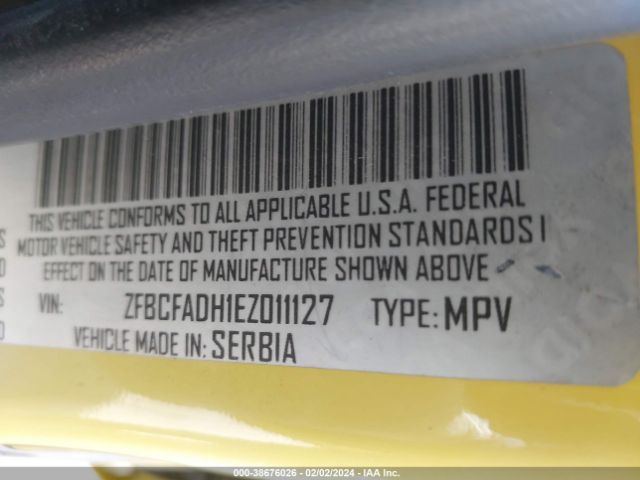 THIS VEHICLE CONFORMS TO ALL APPLICABLE U.S.A. FEDERAL
MOTOR VEHICLE SAFETY AND THEFT PREVENTION STANDARDS I
EFFECT ON THE DATE OF MANUFACTURE SHOWN ABOVE
VIN: ZFBCFADH1EZ011127 TYPE: MPV
VEHICLE MADE IN: SERBIA
000-38676026 - 02/02/2024 - IAA Inc.